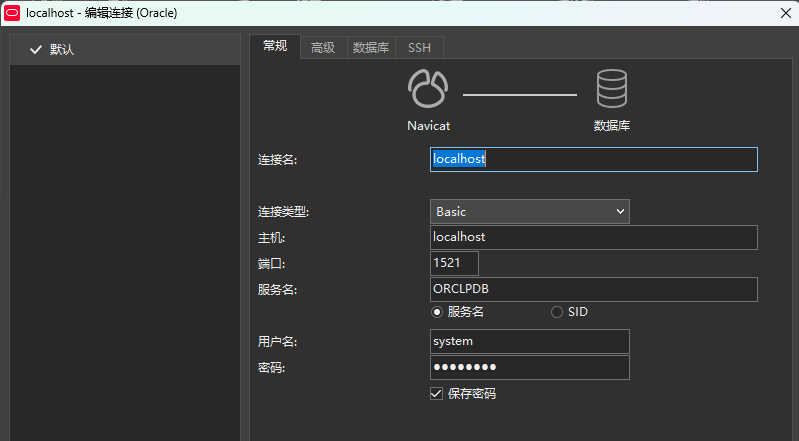 localhost - 编辑连接 (Oracle)
默认
常规 高级 数据库 SSH
Navicat 数据库
连接名: localhost
连接类型: Basic
主机: localhost
端口: 1521
服务名: ORCLPDB
服务名 SID
用户名: system
密码: ●●●●●●●●
保存密码